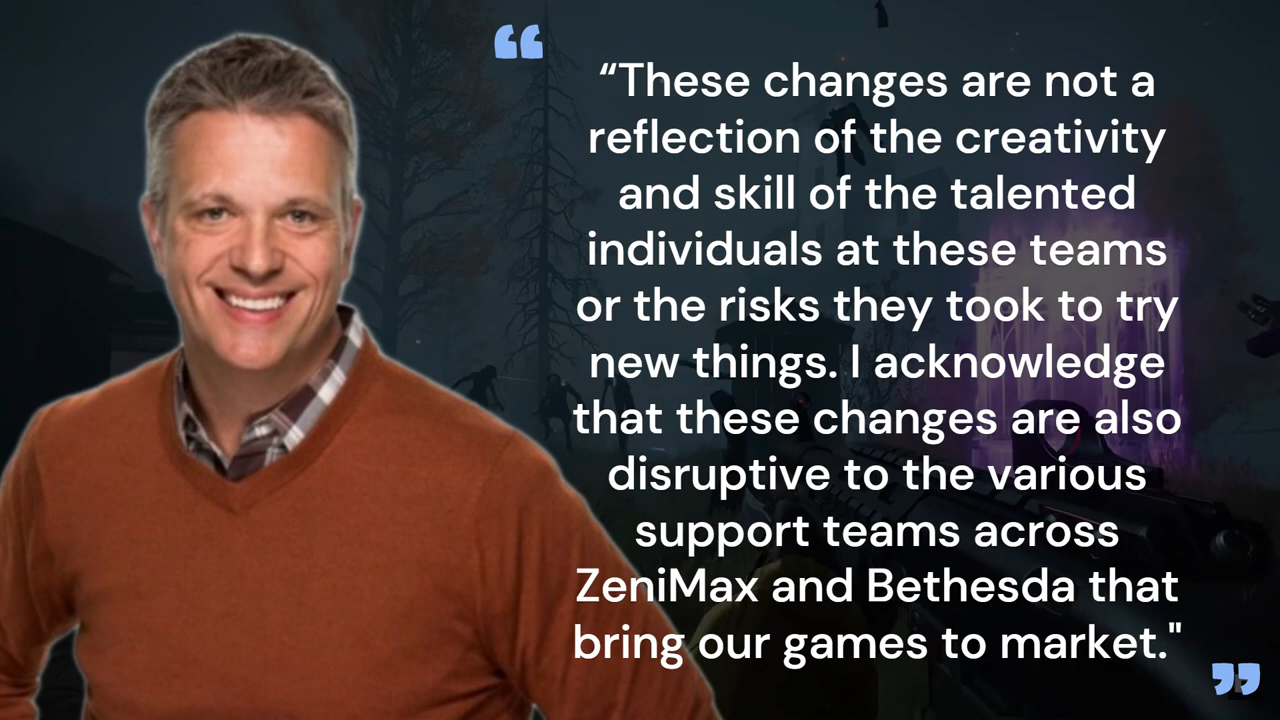 “These changes are not a
reflection of the creativity
and skill of the talented
individuals at these teams
or the risks they took to try
new things. I acknowledge
that these changes are also
disruptive to the various
support teams across
ZeniMax and Bethesda that
bring our games to market."